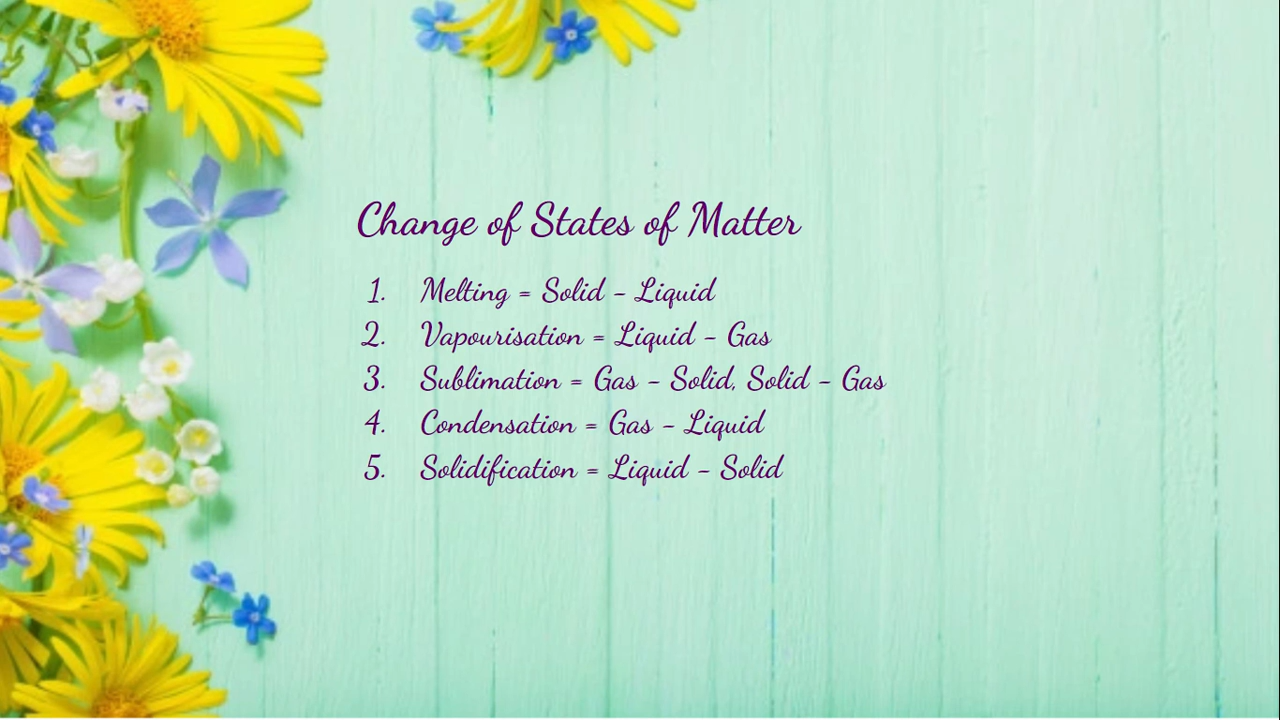 Change of States of Matter
1. Melting = Solid - Liquid
2. Vapourisation = Liquid - Gas
3. Sublimation = Gas - Solid, Solid - Gas
4. Condensation = Gas - Liquid
5. Solidification = Liquid - Solid